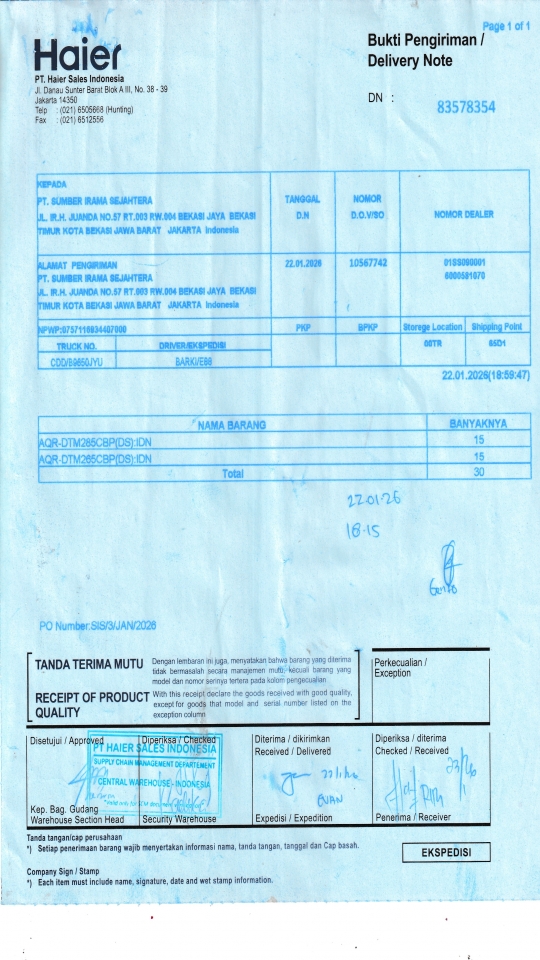 Page 1 of 1
Haier
Bukti Pengiriman /
Delivery Note
PT. Haier Sales Indonesia
Jl. Danau Sunter Barat Blok A III, No. 38 - 39
Jakarta 14350
Telp : (021) 6505668 (Hunting)
Fax : (021) 6512556
DN : 83578354
KEPADA
PT. SUMBER IRAMA SEJAHTERA
JL. IR.H. JUANDA NO.57 RT.003 RW.004 BEKASI JAYA BEKASI
TIMUR KOTA BEKASI JAWA BARAT JAKARTA Indonesia
TANGGAL
D.N
NOMOR
D.O.V/SO
NOMOR DEALER
ALAMAT PENGIRIMAN
PT. SUMBER IRAMA SEJAHTERA
JL. IR.H. JUANDA NO.57 RT.003 RW.004 BEKASI JAYA BEKASI
TIMUR KOTA BEKASI JAWA BARAT JAKARTA Indonesia
22.01.2026
10567742
PKP
BPKP
Storege Location
Shipping Point
00TR
65D1
TRUCK NO.
DRIVER/EKSPEDISI
22.01.2026(18:59:47)
NAMA BARANG
BANYAKNYA
AQR-DTM265CBP(DS):IDN 15
AQR-DTM265CBP(DS):IDN 15
Total 30
22.01.26
18.15
PO Number:SIS/3/JAN/2026
TANDA TERIMA MUTU
Dengan lembaran ini juga, menyatakan bahwa barang yang diterima
tidak bermasalah secara manajemen mutu, kecuali barang yang
model dan nomor serinya tertera pada kolom pengecualian
RECEIPT OF PRODUCT
QUALITY
With this receipt declare the goods received with good quality,
except for goods that model and serial number listed on the
exception column
Perkecualian /
Exception
Disetujui / Approved
Diperiksa / Checked
Diterima / dikirimkan
Received / Delivered
Diperiksa / diterima
Checked / Received
PT HAIER SALES INDONESIA
SUPPLY CHAIN MANAGEMENT DEPARTEMENT
CENTRAL WAREHOUSE - INDONESIA
Kep. Bag. Gudang
Warehouse Section Head
Security Warehouse
Expedisi / Expedition
Penerima / Receiver
Tanda tangan/cap perusahaan
*) Setiap penerimaan barang wajib menyertakan informasi nama, tanda tangan, tanggal dan Cap basah.
EKSPEDISI
Company Sign / Stamp
*) Each item must include name, signature, date and wet stamp information.